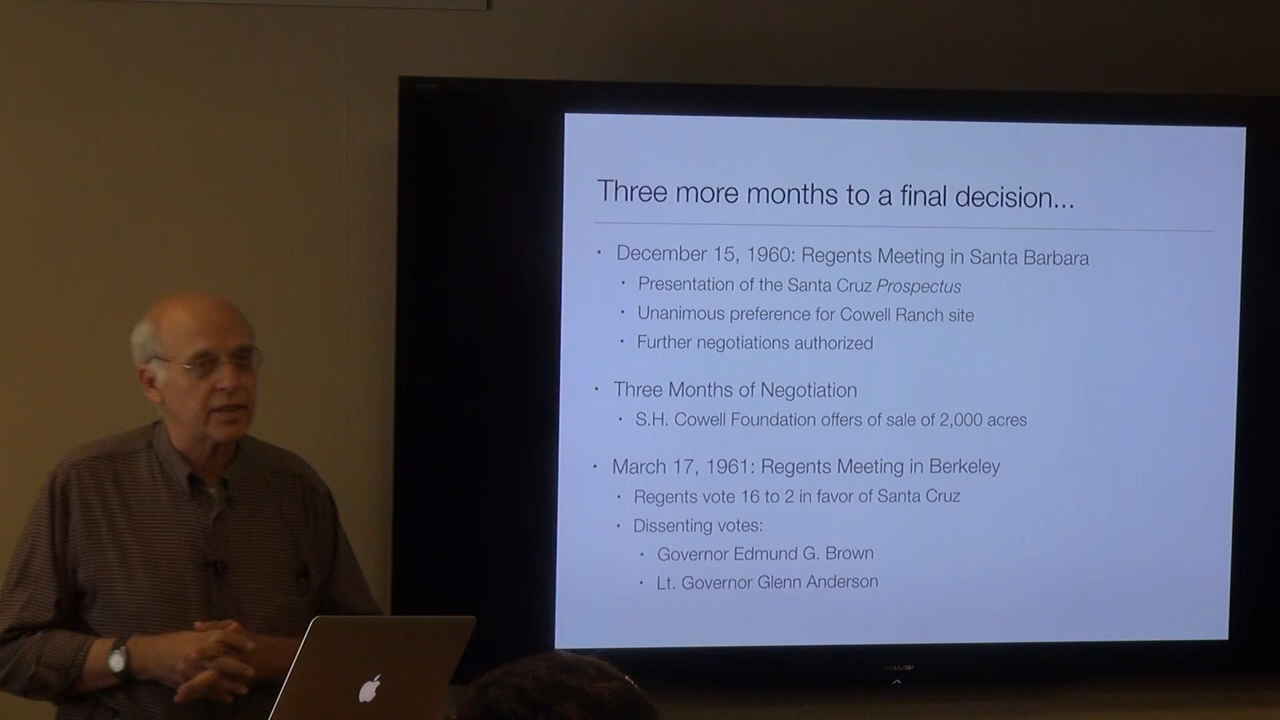 Three more months to a final decision...
• December 15, 1960: Regents Meeting in Santa Barbara
• Presentation of the Santa Cruz Prospectus
• Unanimous preference for Cowell Ranch site
• Further negotiations authorized
• Three Months of Negotiation
• S.H. Cowell Foundation offers of sale of 2,000 acres
• March 17, 1961: Regents Meeting in Berkeley
• Regents vote 16 to 2 in favor of Santa Cruz
• Dissenting votes:
• Governor Edmund G. Brown
• Lt. Governor Glenn Anderson
SHARP